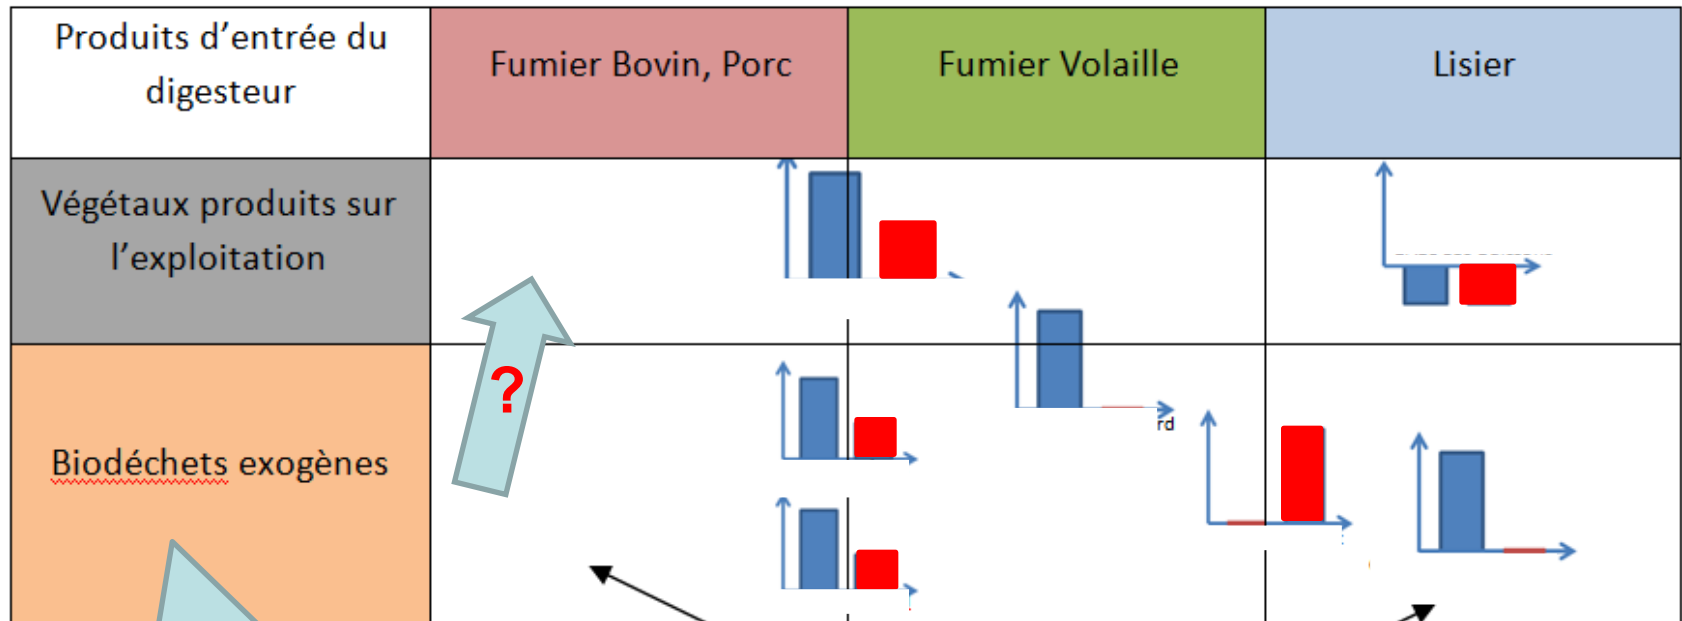 Produits d’entrée du
digesteur
Fumier Bovin, Porc
Fumier Volaille
Lisier
Végétaux produits sur
l’exploitation
?
rd
Biodéchets exogènes